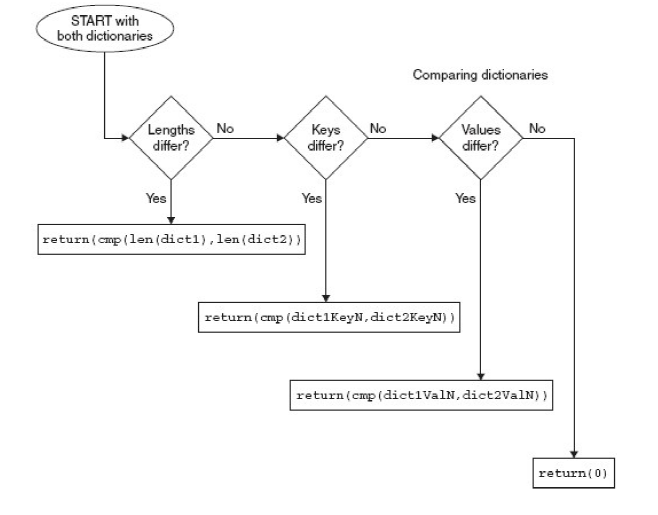 START with
both dictionaries
Comparing dictionaries
Lengths
differ?
No
Keys
differ?
No
Values
differ?
No
Yes
Yes
Yes
return(cmp(len(dict1),len(dict2))
return(cmp(dict1KeyN,dict2KeyN))
return(cmp(dict1ValN,dict2ValN))
return(0)